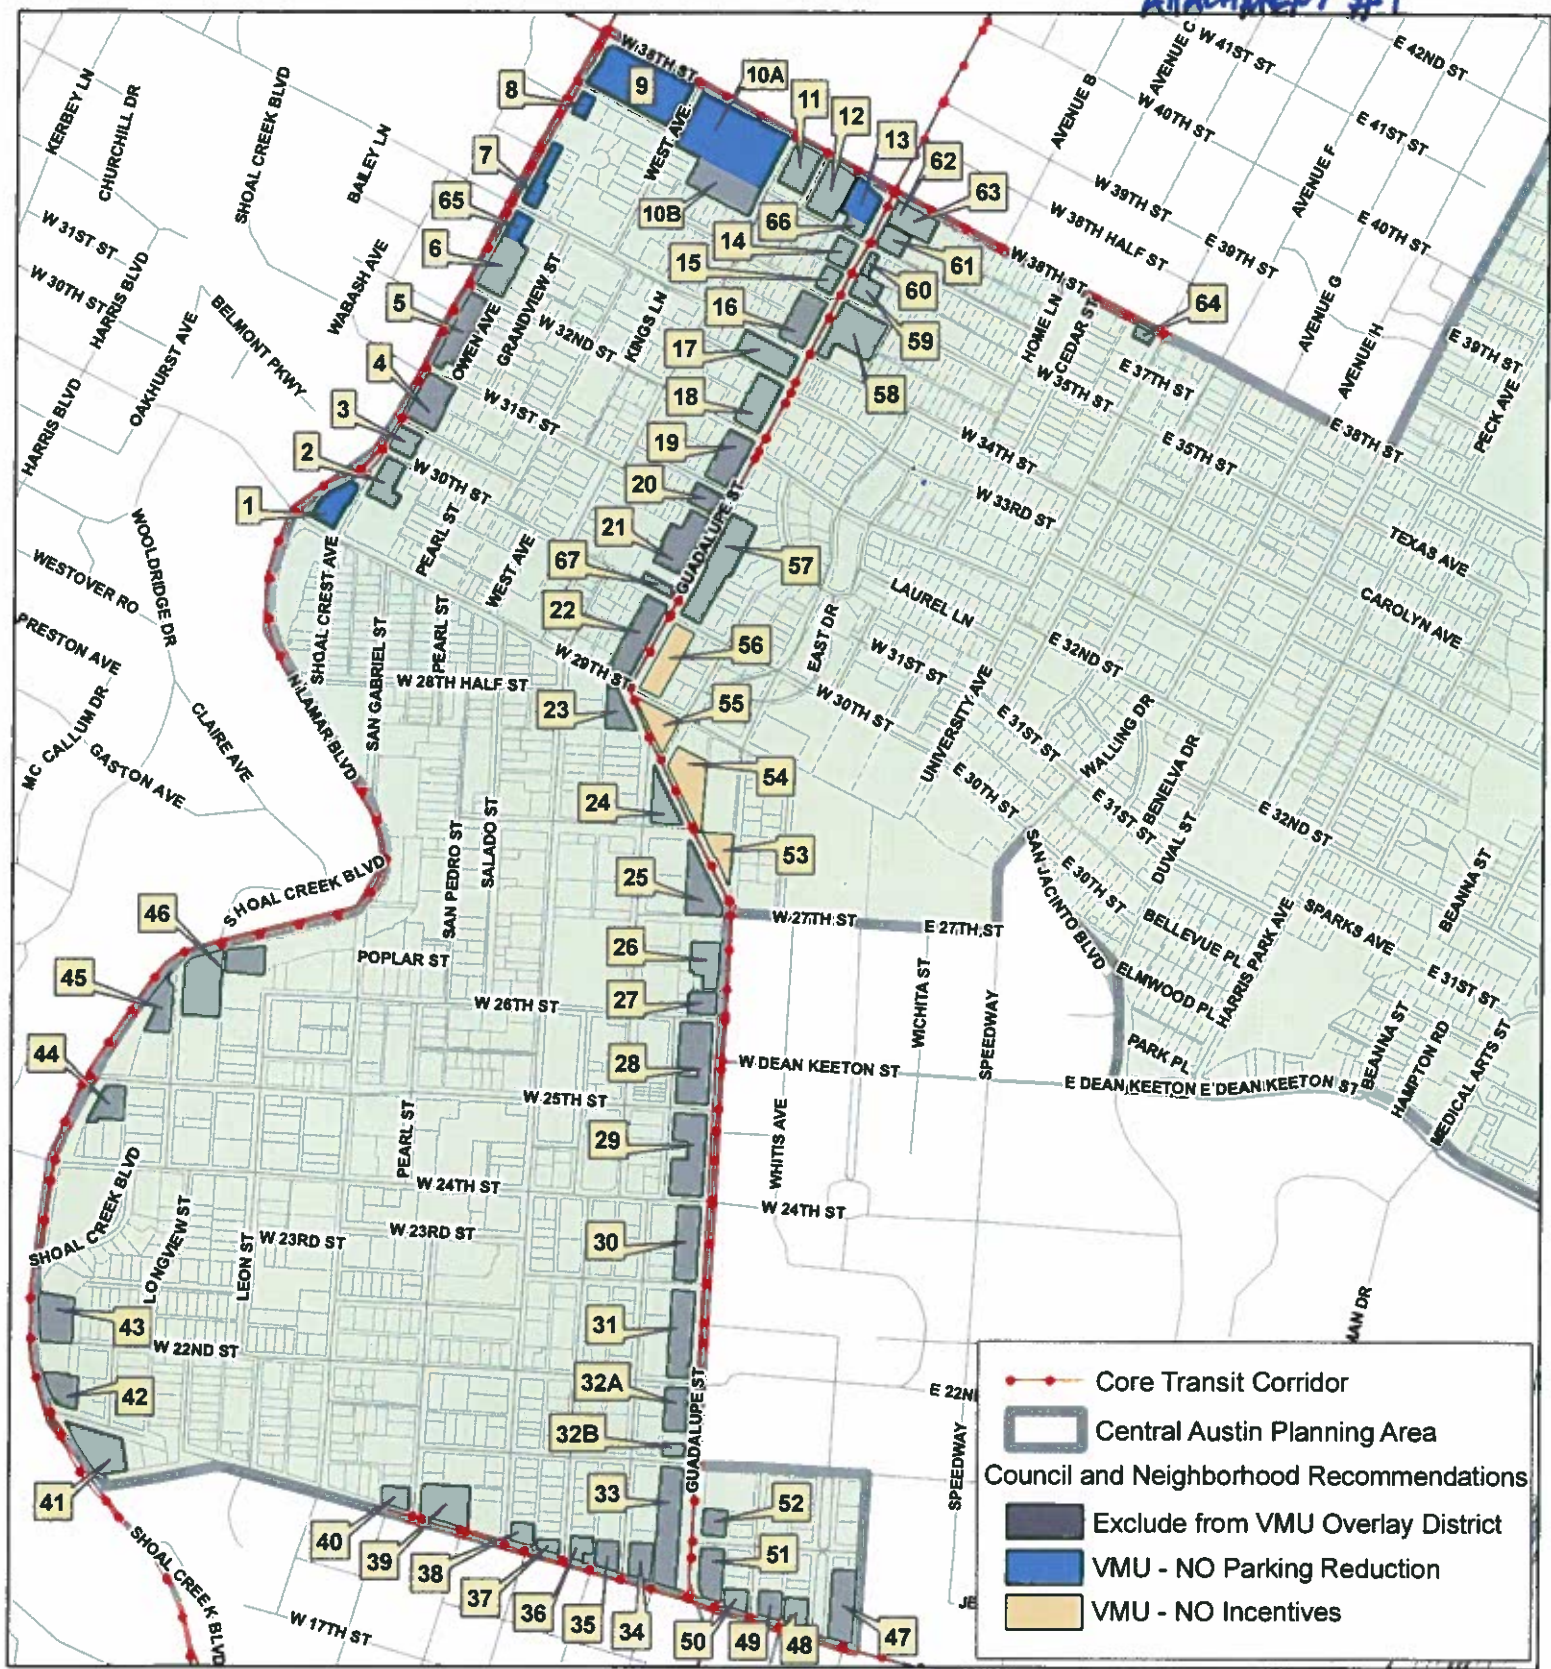 ATTACHMENT #1
W 38TH ST
KERBEY LN
CHURCHILL DR
SHOAL CREEK BLVD
BAILEY LN
8
9
10A
WEST AVE
11
12
13
AVENUE B
AVENUE C
W 41ST ST
E 42ND ST
W 40TH ST
E 41ST ST
AVENUE F
7
65
6
5
10B
66
14
15
62
63
61
60
59
W 39TH ST
W 38TH HALF ST
E 39TH ST
E 40TH ST
W 38TH ST
64
AVENUE G
AVENUE H
E 39TH ST
PECK AVE
W 31ST ST
W 30TH ST
HARRIS BLVD
HARRIS BLVD
OAKHURST AVE
BELMONT PKWY
WABASH AVE
OWEN AVE
GRANDVIEW ST
W 32ND ST
KINGS LN
16
17
58
HOME LN
CEDAR ST
E 37TH ST
W 35TH ST
E 38TH ST
E 35TH ST
4
3
2
1
W 31ST ST
W 30TH ST
18
19
20
21
67
22
GUADALUPE ST
57
W 34TH ST
W 33RD ST
TEXAS AVE
CAROLYN AVE
WOOLDRIDGE DR
WESTOVER RO
PRESTON AVE
MC CALLUM DR
GASTON AVE
CLAIRE AVE
SHOAL CREST AVE
PEARL ST
WEST AVE
SAN GABRIEL ST
PEARL ST
N LAMAR BLVD
W 28TH HALF ST
W 29TH ST
56
55
54
53
23
24
25
EAST DR
LAUREL LN
W 31ST ST
W 30TH ST
E 32ND ST
UNIVERSITY AVE
E 31ST ST
E 30TH ST
WALLING DR
BENELVA DR
E 31ST ST
DUVAL ST
E 32ND ST
SAN JACINTO BLVD
E 30TH ST
BELLEVUE PL
HARRIS PARK AVE
SPARKS AVE
BEANNA ST
ELMWOOD PL
E 31ST ST
PARK PL
BEANNA ST
HAMPTON RD
MEDICAL ARTS ST
SAN PEDRO ST
SALADO ST
SHOAL CREEK BLVD
46
45
44
POPLAR ST
W 26TH ST
W 27TH ST
E 27TH ST
26
27
28
29
WICHITA ST
SPEEDWAY
W DEAN KEETON ST
E DEAN KEETON
E DEAN KEETON ST
W 25TH ST
PEARL ST
W 24TH ST
WHITIS AVE
W 24TH ST
SHOAL CREEK BLVD
LONGVIEW ST
LEON ST
W 23RD ST
W 23RD ST
30
43
42
41
W 22ND ST
31
32A
32B
GUADALUPE ST
33
E 22N
SPEEDWAY
MAN DR
40
39
38
37
36
35
34
52
51
50
49
48
47
SHOAL CREEK BLVD
W 17TH ST
Core Transit Corridor
Central Austin Planning Area
Council and Neighborhood Recommendations
Exclude from VMU Overlay District
VMU - NO Parking Reduction
VMU - NO Incentives